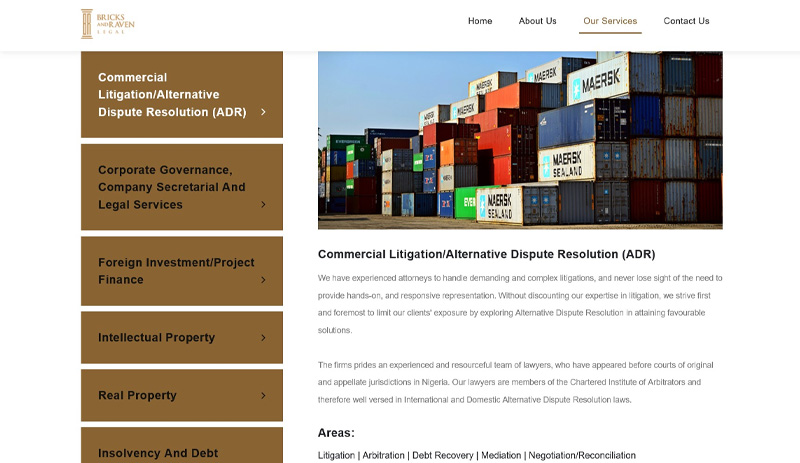 BRICKS
AND RAVEN
LEGAL
Home
About Us
Our Services
Contact Us
Commercial
Litigation/Alternative
Dispute Resolution (ADR)
Corporate Governance,
Company Secretarial And
Legal Services
Foreign Investment/Project
Finance
Intellectual Property
Real Property
Insolvency And Debt
MAERSK
MAERSK
MAERSK
MAERSK
MAERSK
MAERSK
SEALAND
MAERSK
SEALAND
Commercial Litigation/Alternative Dispute Resolution (ADR)
We have experienced attorneys to handle demanding and complex litigations, and never lose sight of the need to
provide hands-on, and responsive representation. Without discounting our expertise in litigation, we strive first
and foremost to limit our clients' exposure by exploring Alternative Dispute Resolution in attaining favourable
solutions.
The firms prides an experienced and resourceful team of lawyers, who have appeared before courts of original
and appellate jurisdictions in Nigeria. Our lawyers are members of the Chartered Institute of Arbitrators and
therefore well versed in International and Domestic Alternative Dispute Resolution laws.
Areas:
Litigation | Arbitration | Debt Recovery | Mediation | Negotiation/Reconciliation